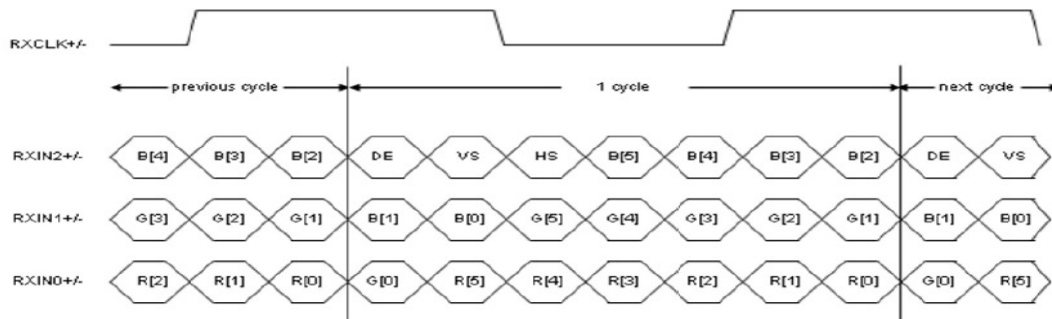 RXCLK+/-
previous cycle 1 cycle next cycle
RXIN2+/- B[4] B[3] B[2] DE VS HS B[5] B[4] B[3] B[2] DE VS
RXIN1+/- G[3] G[2] G[1] B[1] B[0] G[5] G[4] G[3] G[2] G[1] B[1] B[0]
RXIN0+/- R[2] R[1] R[0] G[0] R[5] R[4] R[3] R[2] R[1] R[0] G[0] R[5]